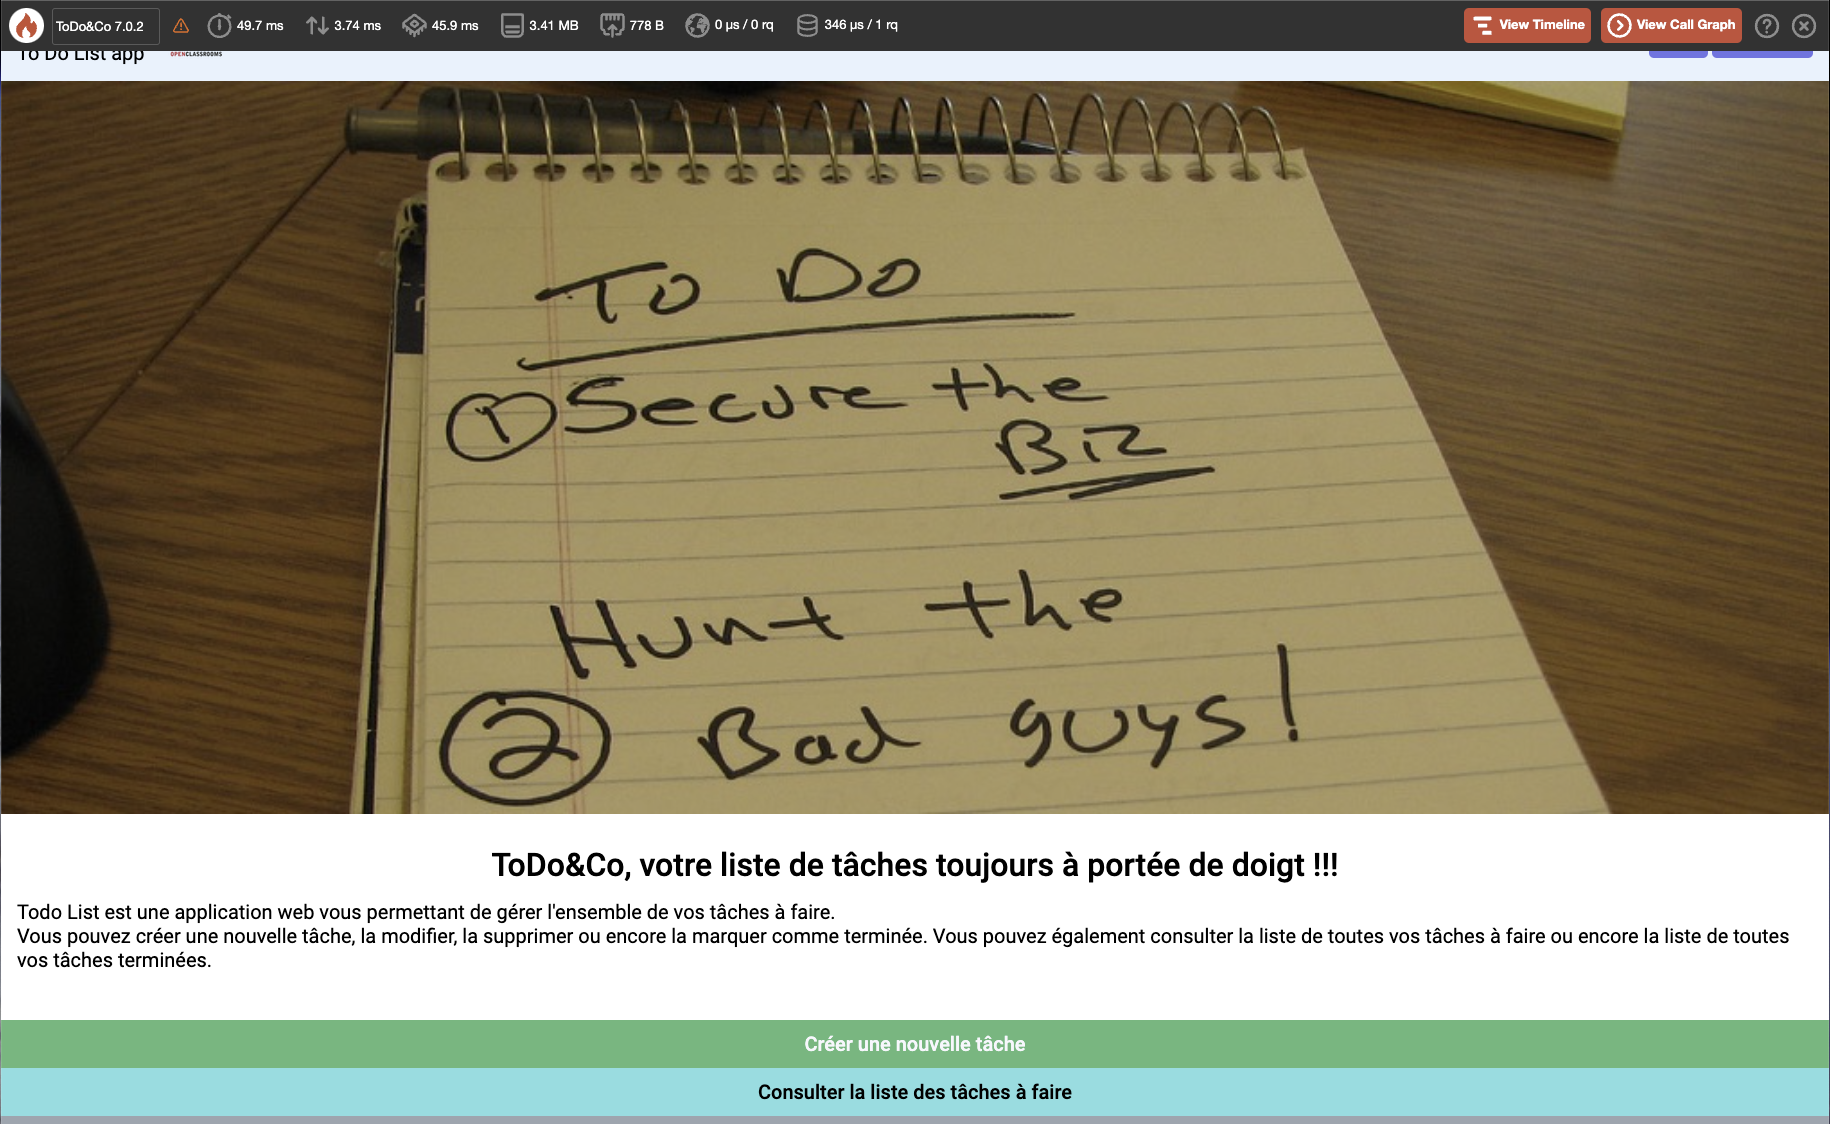 ToDo&Co 7.0.2 49.7 ms 3.74 ms 45.9 ms 3.41 MB 778 B 0 µs / 0 rq 346 µs / 1 rq View Timeline View Call Graph ?
To Do List app OPENCLASSROOMS
To Do
1 Secure the
Biz
Hunt the
2 Bad guys!
ToDo&Co, votre liste de tâches toujours à portée de doigt !!!
Todo List est une application web vous permettant de gérer l'ensemble de vos tâches à faire.
Vous pouvez créer une nouvelle tâche, la modifier, la supprimer ou encore la marquer comme terminée. Vous pouvez également consulter la liste de toutes vos tâches à faire ou encore la liste de toutes
vos tâches terminées.
Créer une nouvelle tâche
Consulter la liste des tâches à faire